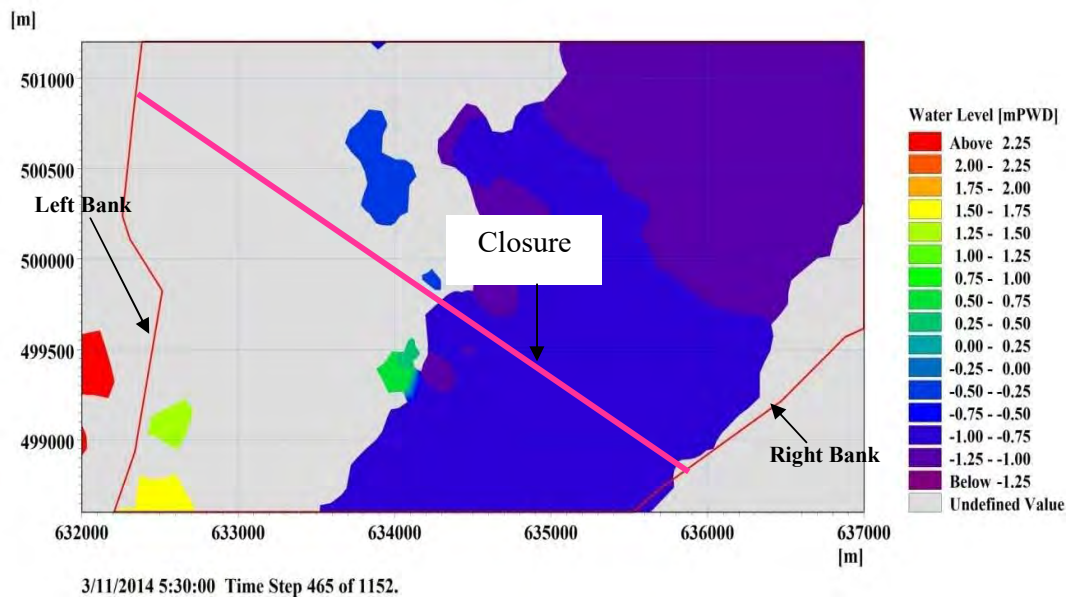 [m]
501000
500500
500000
499500
499000
632000 633000 634000 635000 636000 637000
[m]
Left Bank
Closure
Right Bank
Water Level [mPWD]
Above 2.25
2.00 - 2.25
1.75 - 2.00
1.50 - 1.75
1.25 - 1.50
1.00 - 1.25
0.75 - 1.00
0.50 - 0.75
0.25 - 0.50
0.00 - 0.25
-0.25 - 0.00
-0.50 - -0.25
-0.75 - -0.50
-1.00 - -0.75
-1.25 - -1.00
Below -1.25
Undefined Value
3/11/2014 5:30:00 Time Step 465 of 1152.